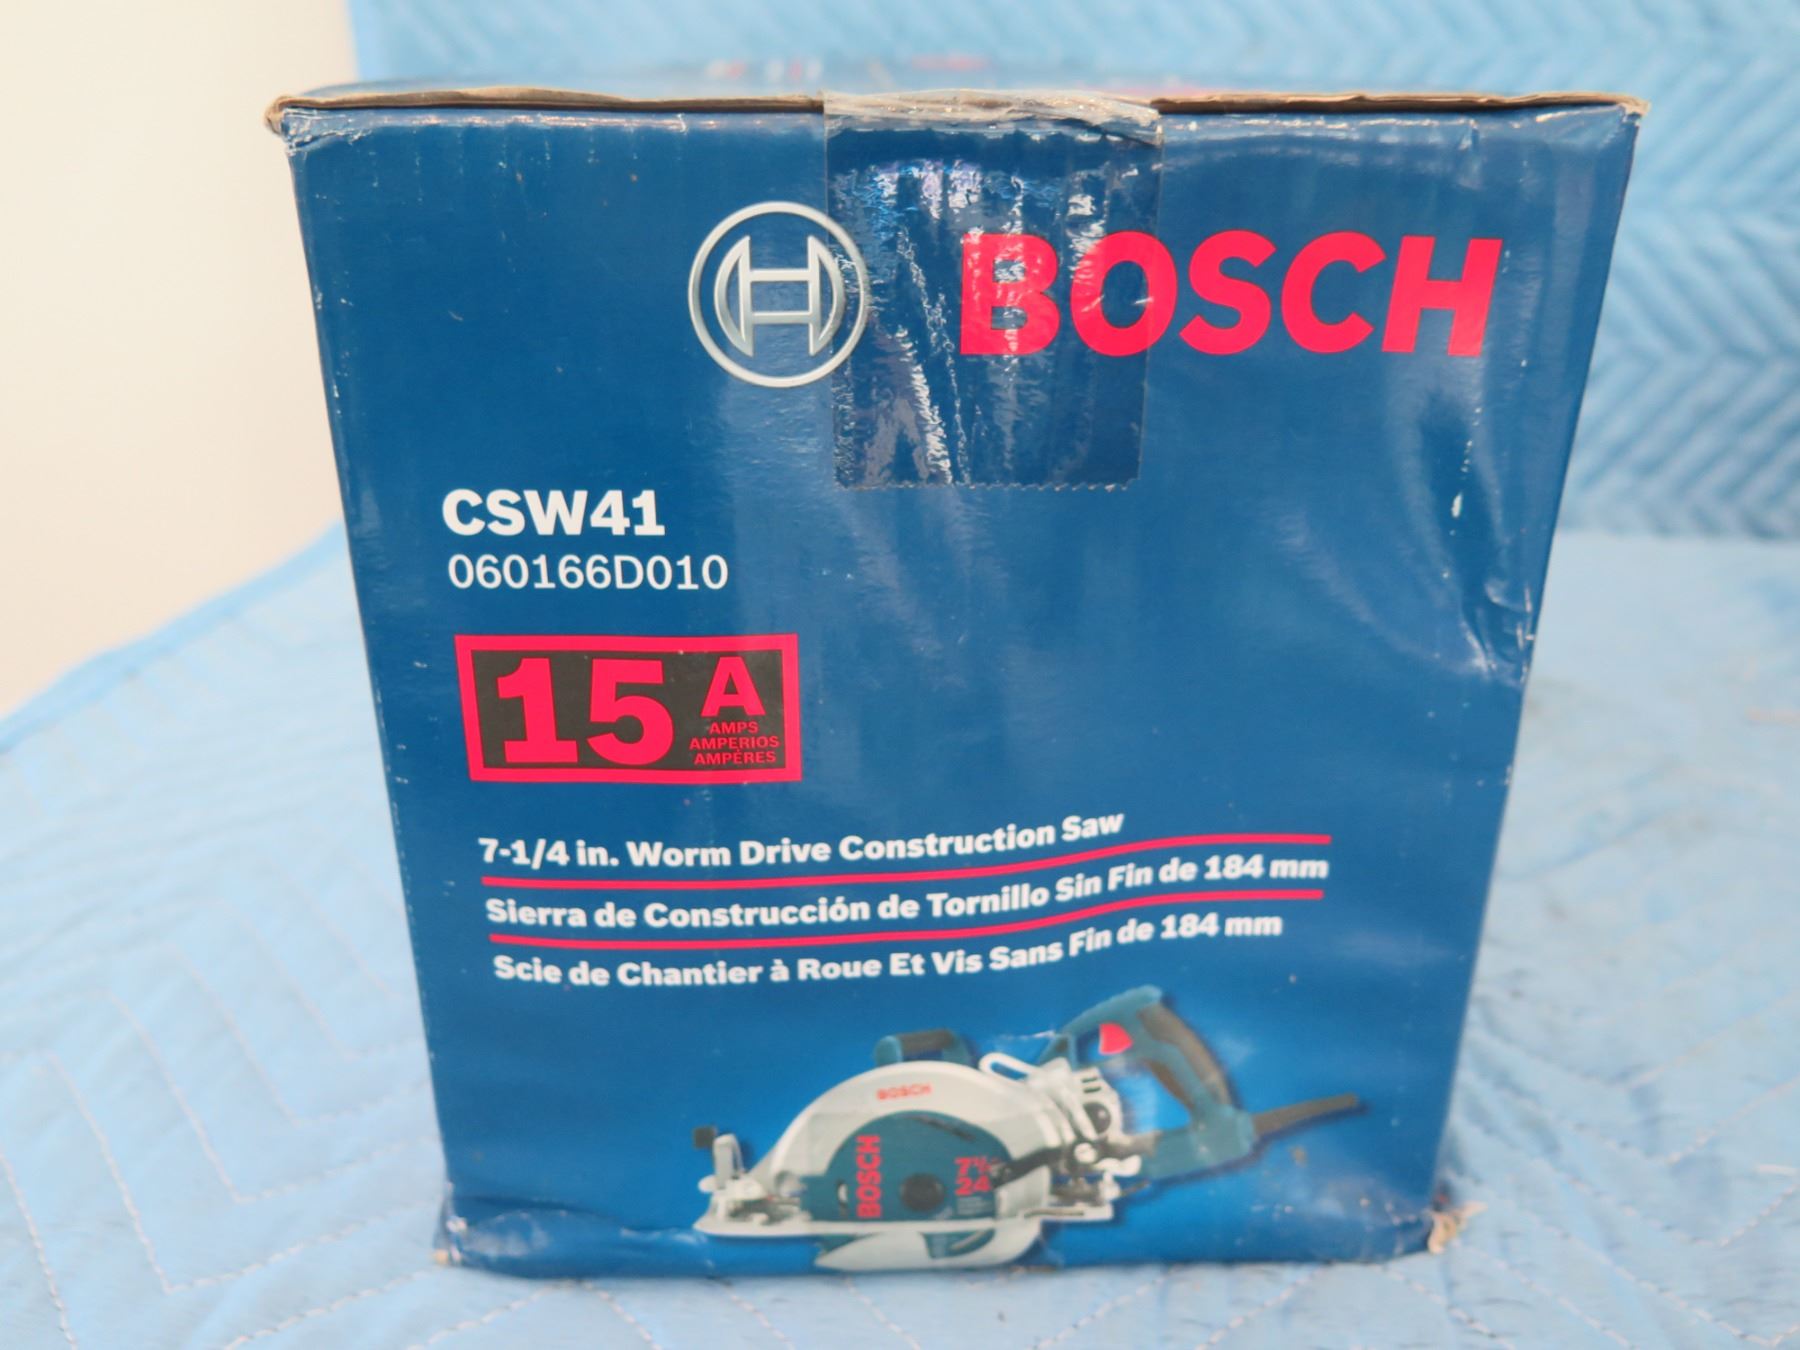 BOSCH
CSW41
060166D010
15 A
AMPS
AMPERIOS
AMPÈRES
7-1/4 in. Worm Drive Construction Saw
Sierra de Construcción de Tornillo Sin Fin de 184 mm
Scie de Chantier à Roue Et Vis Sans Fin de 184 mm
BOSCH
BOSCH
24